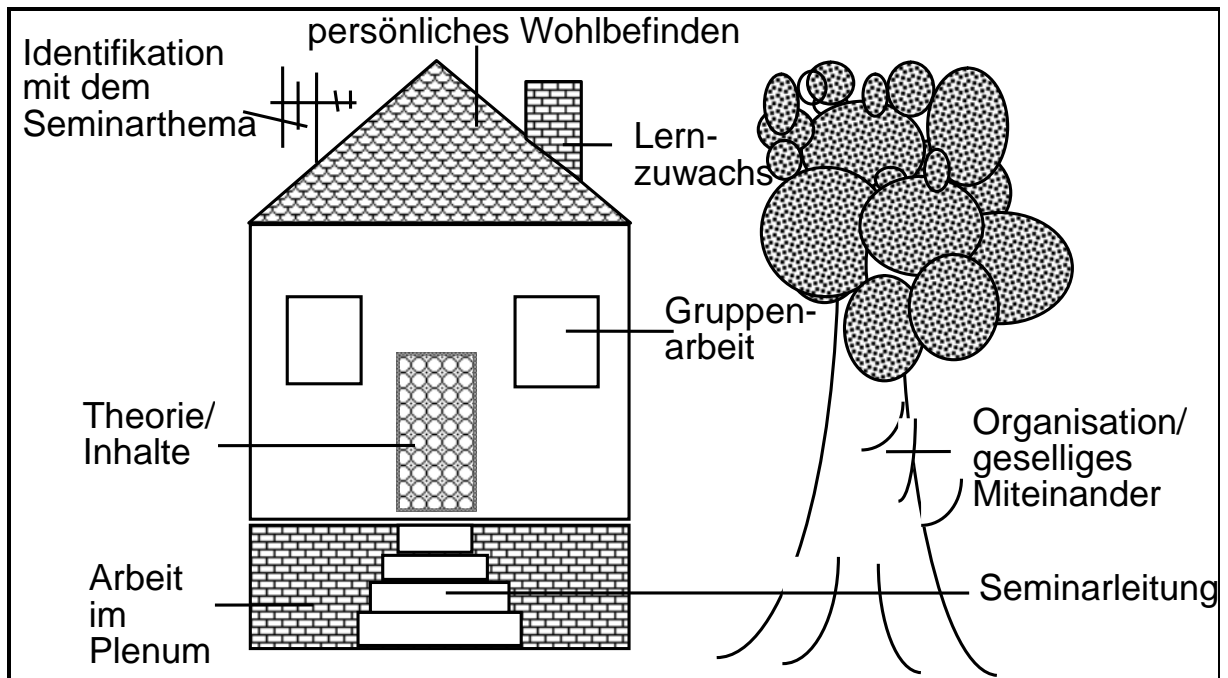 persönliches Wohlbefinden
Identifikation
mit dem
Seminarthema
Lern-
zuwachs
Gruppen-
arbeit
Theorie/
Inhalte
Organisation/
geselliges
Miteinander
Arbeit
im
Plenum
Seminarleitung